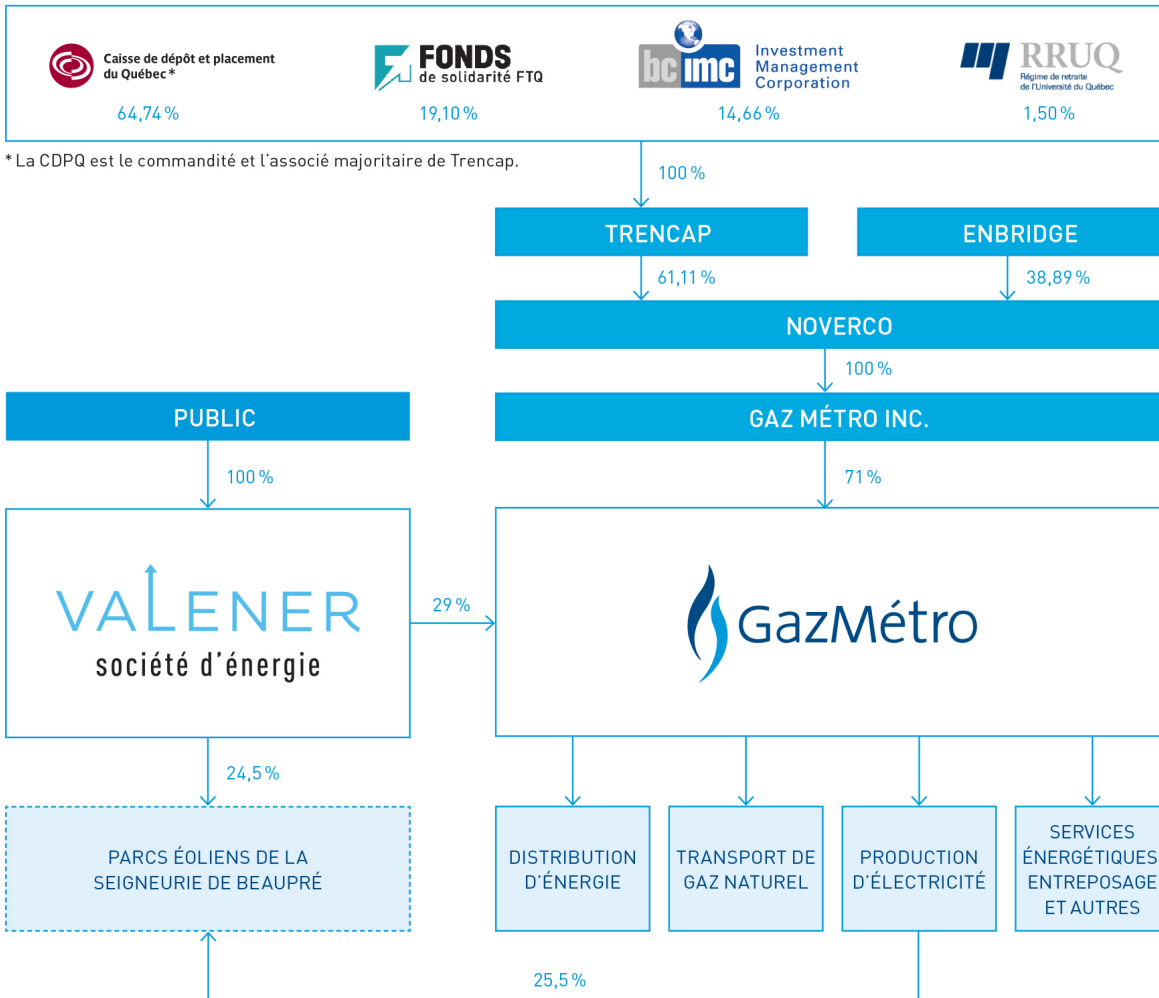 Caisse de dépôt et placement
du Québec *
64,74 %
FONDS
de solidarité FTQ
19,10 %
bc imc
Investment
Management
Corporation
14,66 %
RRUQ
Régime de retraite
de l'Université du Québec
1,50 %
* La CDPQ est le commandité et l'associé majoritaire de Trencap.
100 %
TRENCAP
ENBRIDGE
61,11 %
38,89 %
NOVERCO
100 %
PUBLIC
GAZ MÉTRO INC.
100 %
71 %
VALENER
société d'énergie
29 %
GazMétro
24,5 %
PARCS ÉOLIENS DE LA
SEIGNEURIE DE BEAUPRÉ
DISTRIBUTION
D'ÉNERGIE
TRANSPORT DE
GAZ NATUREL
PRODUCTION
D'ÉLECTRICITÉ
SERVICES
ÉNERGÉTIQUES
ENTREPOSAGE
ET AUTRES
25,5 %